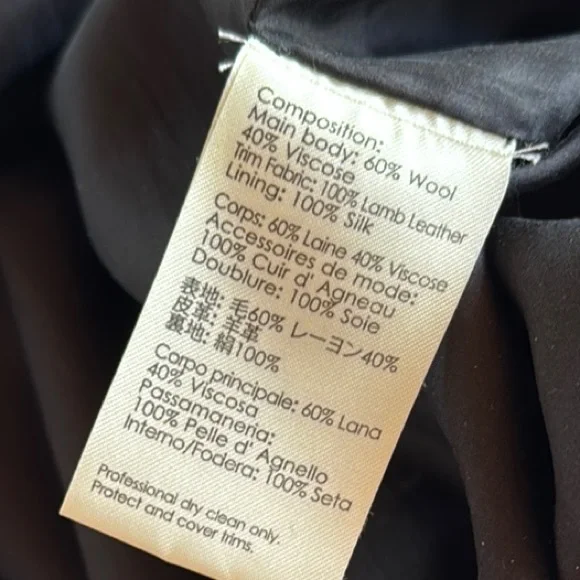 Composition:
Main body: 60% Wool
40% Viscose
Trim Fabric: 100% Lamb Leather
Lining: 100% Silk
Corps: 60% Laine 40% Viscose
Accessoires de mode:
100% Cuir d' Agneau
Doublure: 100% Soie
表地: 毛60% レーヨン40%
皮革: 羊革
裏地: 絹100%
Corpo principale: 60% Lana
40% Viscosa
Passamaneria:
100% Pelle d' Agnello
Interno/Fodera: 100% Seta
Professional dry clean only.
Protect and cover trims.